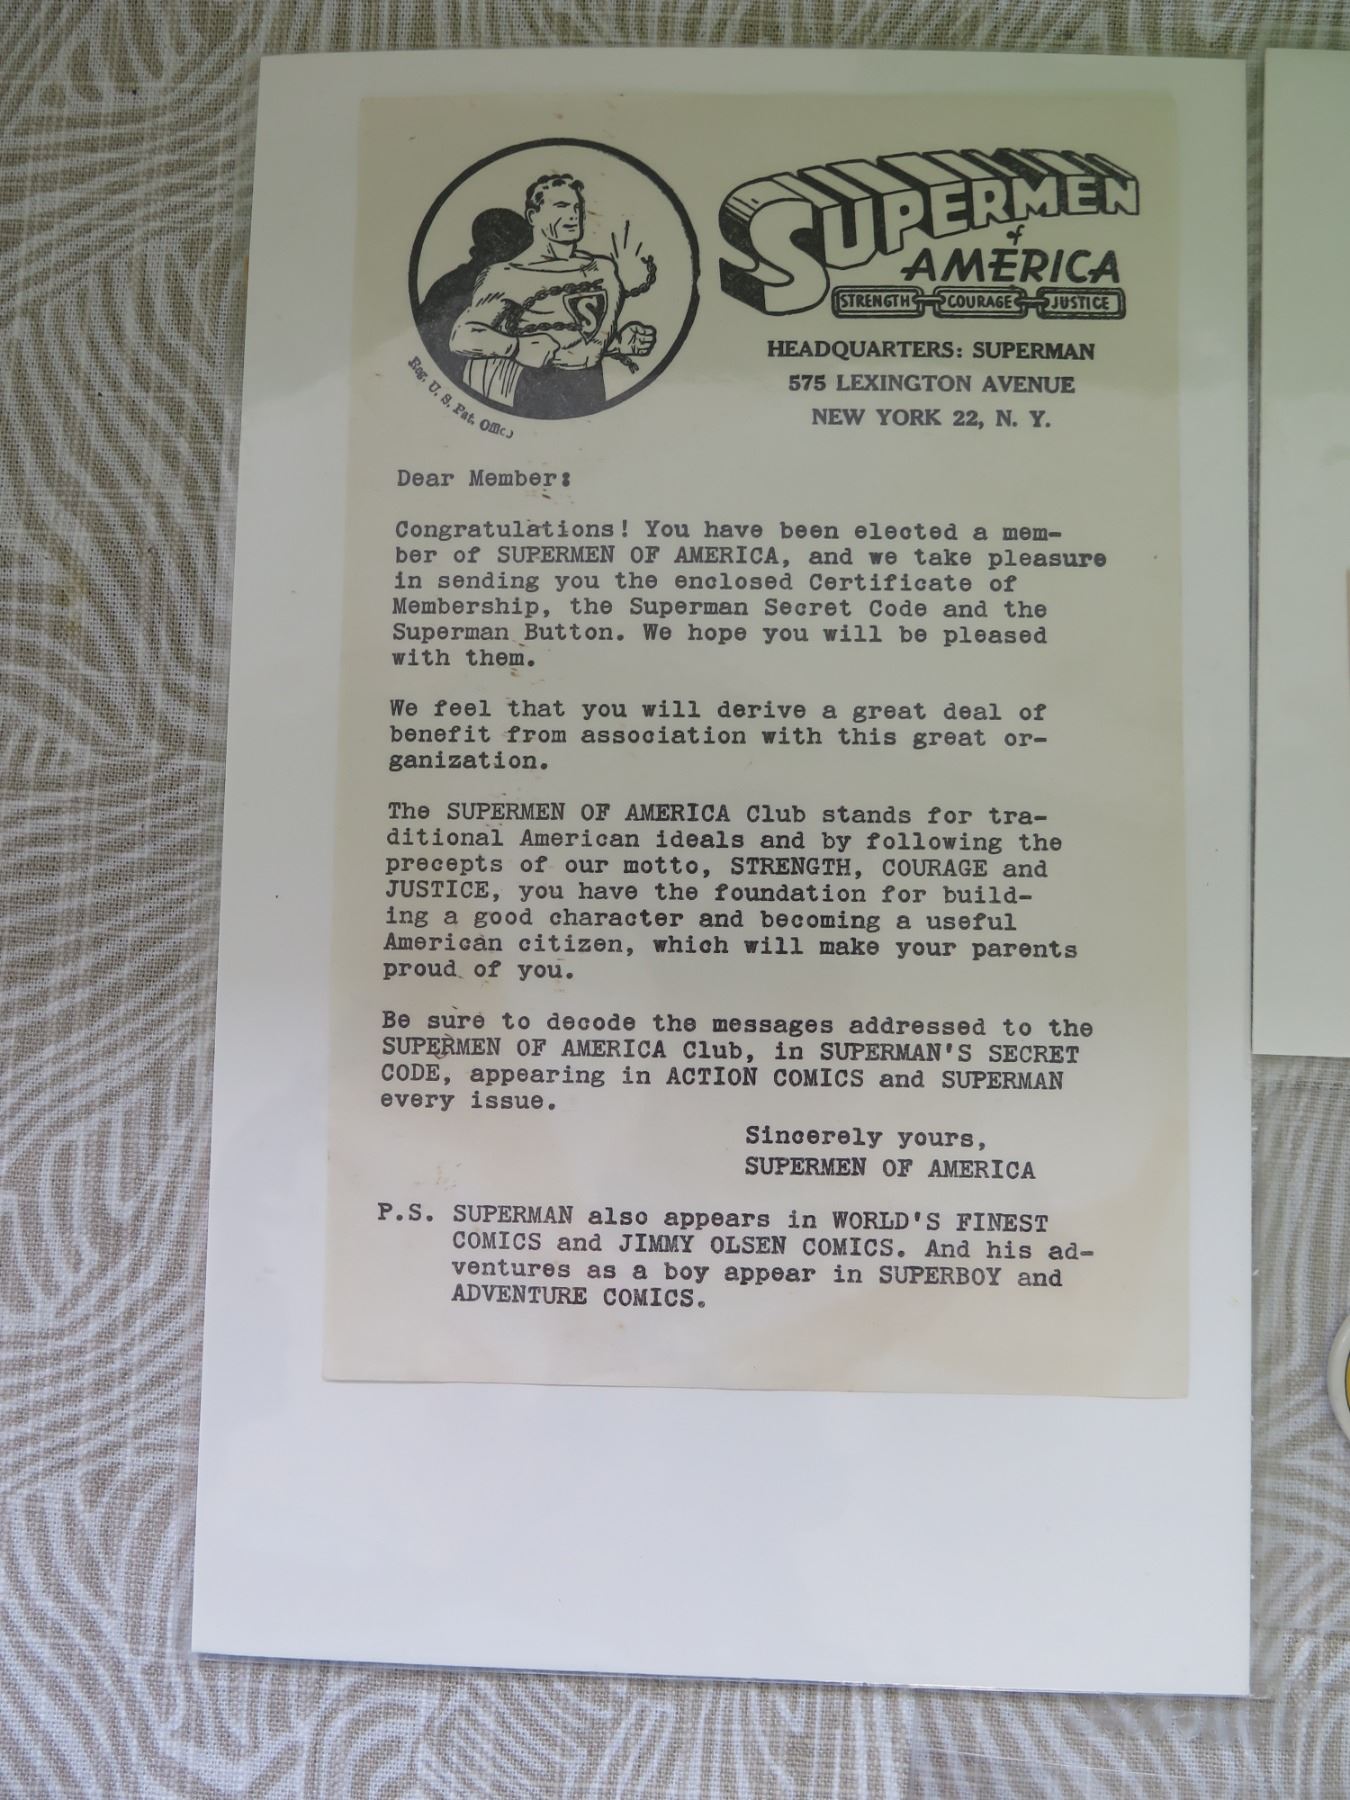 SUPERMEN
of
AMERICA
STRENGTH COURAGE JUSTICE
HEADQUARTERS: SUPERMAN
575 LEXINGTON AVENUE
NEW YORK 22, N. Y.
S
Reg. U. S. Pat. Offic.
Dear Member:
Congratulations! You have been elected a mem-
ber of SUPERMEN OF AMERICA, and we take pleasure
in sending you the enclosed Certificate of
Membership, the Superman Secret Code and the
Superman Button. We hope you will be pleased
with them.
We feel that you will derive a great deal of
benefit from association with this great or-
ganization.
The SUPERMEN OF AMERICA Club stands for tra-
ditional American ideals and by following the
precepts of our motto, STRENGTH, COURAGE and
JUSTICE, you have the foundation for build-
ing a good character and becoming a useful
American citizen, which will make your parents
proud of you.
Be sure to decode the messages addressed to the
SUPERMEN OF AMERICA Club, in SUPERMAN'S SECRET
CODE, appearing in ACTION COMICS and SUPERMAN
every issue.
Sincerely yours,
SUPERMEN OF AMERICA
P.S. SUPERMAN also appears in WORLD'S FINEST
COMICS and JIMMY OLSEN COMICS. And his ad-
ventures as a boy appear in SUPERBOY and
ADVENTURE COMICS.